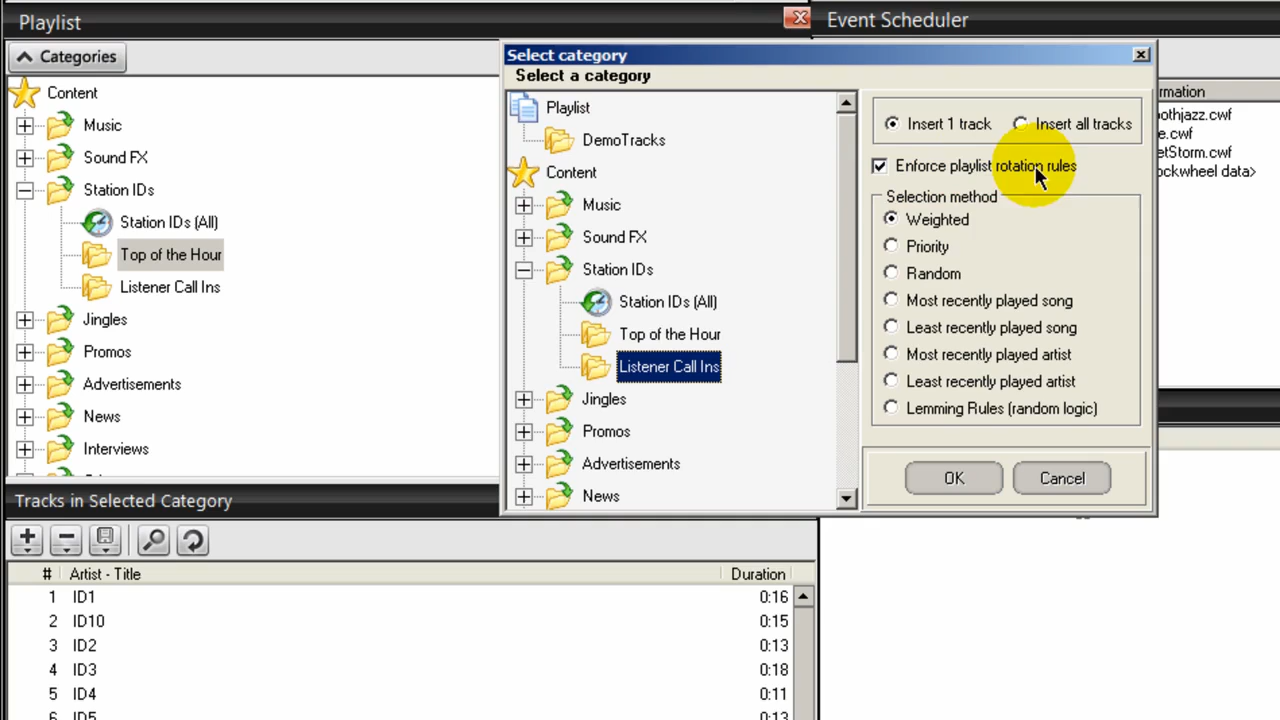 Playlist
Categories
Content
Music
Sound FX
Station IDs
Station IDs (All)
Top of the Hour
Listener Call Ins
Jingles
Promos
Advertisements
News
Interviews
Tracks in Selected Category
# Artist - Title Duration
1 ID1 0:16
2 ID10 0:15
3 ID2 0:13
4 ID3 0:18
5 ID4 0:11
6 ID5 0:13
Select category
Select a category
Playlist
DemoTracks
Content
Music
Sound FX
Station IDs
Station IDs (All)
Top of the Hour
Listener Call Ins
Jingles
Promos
Advertisements
News
Insert 1 track Insert all tracks
Enforce playlist rotation rules
Selection method
Weighted
Priority
Random
Most recently played song
Least recently played song
Most recently played artist
Least recently played artist
Lemming Rules (random logic)
OK Cancel
Event Scheduler
rmation
oothjazz.cwf
e.cwf
etStorm.cwf
ockwheel data>